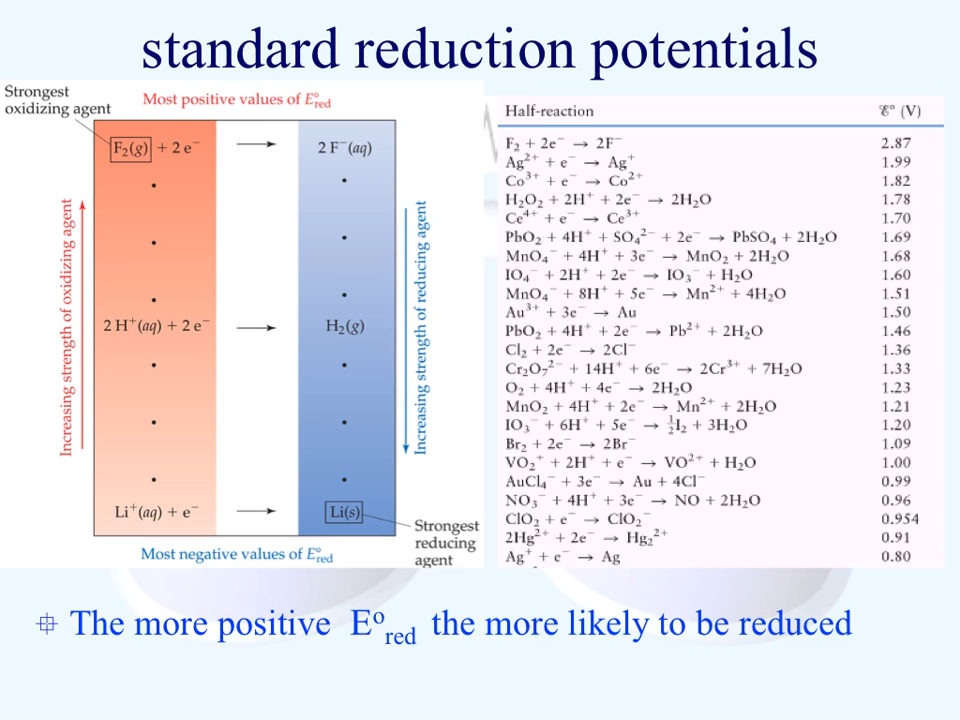 standard reduction potentials
Strongest
oxidizing agent
Most positive values of E°red
F₂(g) + 2 e⁻ → 2 F⁻(aq)
2 H⁺(aq) + 2 e⁻ → H₂(g)
Li⁺(aq) + e⁻ → Li(s)
Increasing strength of oxidizing agent
Increasing strength of reducing agent
Strongest
reducing
agent
Most negative values of E°red
Half-reaction ℰ° (V)
F₂ + 2e⁻ → 2F⁻ 2.87
Ag²⁺ + e⁻ → Ag⁺ 1.99
Co³⁺ + e⁻ → Co²⁺ 1.82
H₂O₂ + 2H⁺ + 2e⁻ → 2H₂O 1.78
Ce⁴⁺ + e⁻ → Ce³⁺ 1.70
PbO₂ + 4H⁺ + SO₄²⁻ + 2e⁻ → PbSO₄ + 2H₂O 1.69
MnO₄⁻ + 4H⁺ + 3e⁻ → MnO₂ + 2H₂O 1.68
IO₄⁻ + 2H⁺ + 2e⁻ → IO₃⁻ + H₂O 1.60
MnO₄⁻ + 8H⁺ + 5e⁻ → Mn²⁺ + 4H₂O 1.51
Au³⁺ + 3e⁻ → Au 1.50
PbO₂ + 4H⁺ + 2e⁻ → Pb²⁺ + 2H₂O 1.46
Cl₂ + 2e⁻ → 2Cl⁻ 1.36
Cr₂O₇²⁻ + 14H⁺ + 6e⁻ → 2Cr³⁺ + 7H₂O 1.33
O₂ + 4H⁺ + 4e⁻ → 2H₂O 1.23
MnO₂ + 4H⁺ + 2e⁻ → Mn²⁺ + 2H₂O 1.21
IO₃⁻ + 6H⁺ + 5e⁻ → ½I₂ + 3H₂O 1.20
Br₂ + 2e⁻ → 2Br⁻ 1.09
VO₂⁺ + 2H⁺ + e⁻ → VO²⁺ + H₂O 1.00
AuCl₄⁻ + 3e⁻ → Au + 4Cl⁻ 0.99
NO₃⁻ + 4H⁺ + 3e⁻ → NO + 2H₂O 0.96
ClO₂ + e⁻ → ClO₂⁻ 0.954
2Hg²⁺ + 2e⁻ → Hg₂²⁺ 0.91
Ag⁺ + e⁻ → Ag 0.80
The more positive Eᵒred the more likely to be reduced